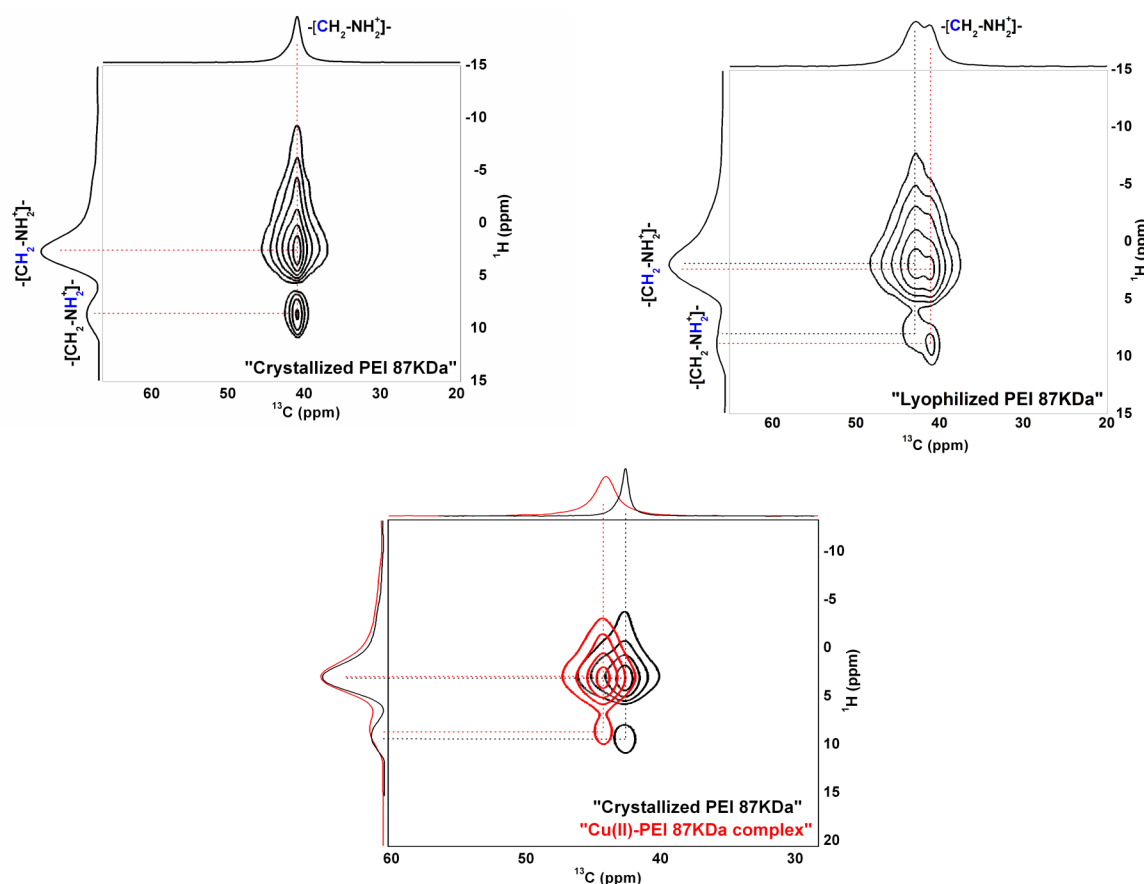 -[CH₂-NH₂⁺]-
-15
-10
-5
0
5
10
15
¹H (ppm)
-[CH₂-NH₂⁺]-
-[CH₂-NH₂⁺]-
"Crystallized PEI 87KDa"
60 50 40 30 20
¹³C (ppm)
-[CH₂-NH₂⁺]-
-15
-10
-5
0
5
10
15
¹H (ppm)
-[CH₂-NH₂⁺]-
-[CH₂-NH₂⁺]-
"Lyophilized PEI 87KDa"
60 50 40 30 20
¹³C (ppm)
-10
-5
0
5
10
15
20
¹H (ppm)
"Crystallized PEI 87KDa"
"Cu(II)-PEI 87KDa complex"
60 50 40 30
¹³C (ppm)